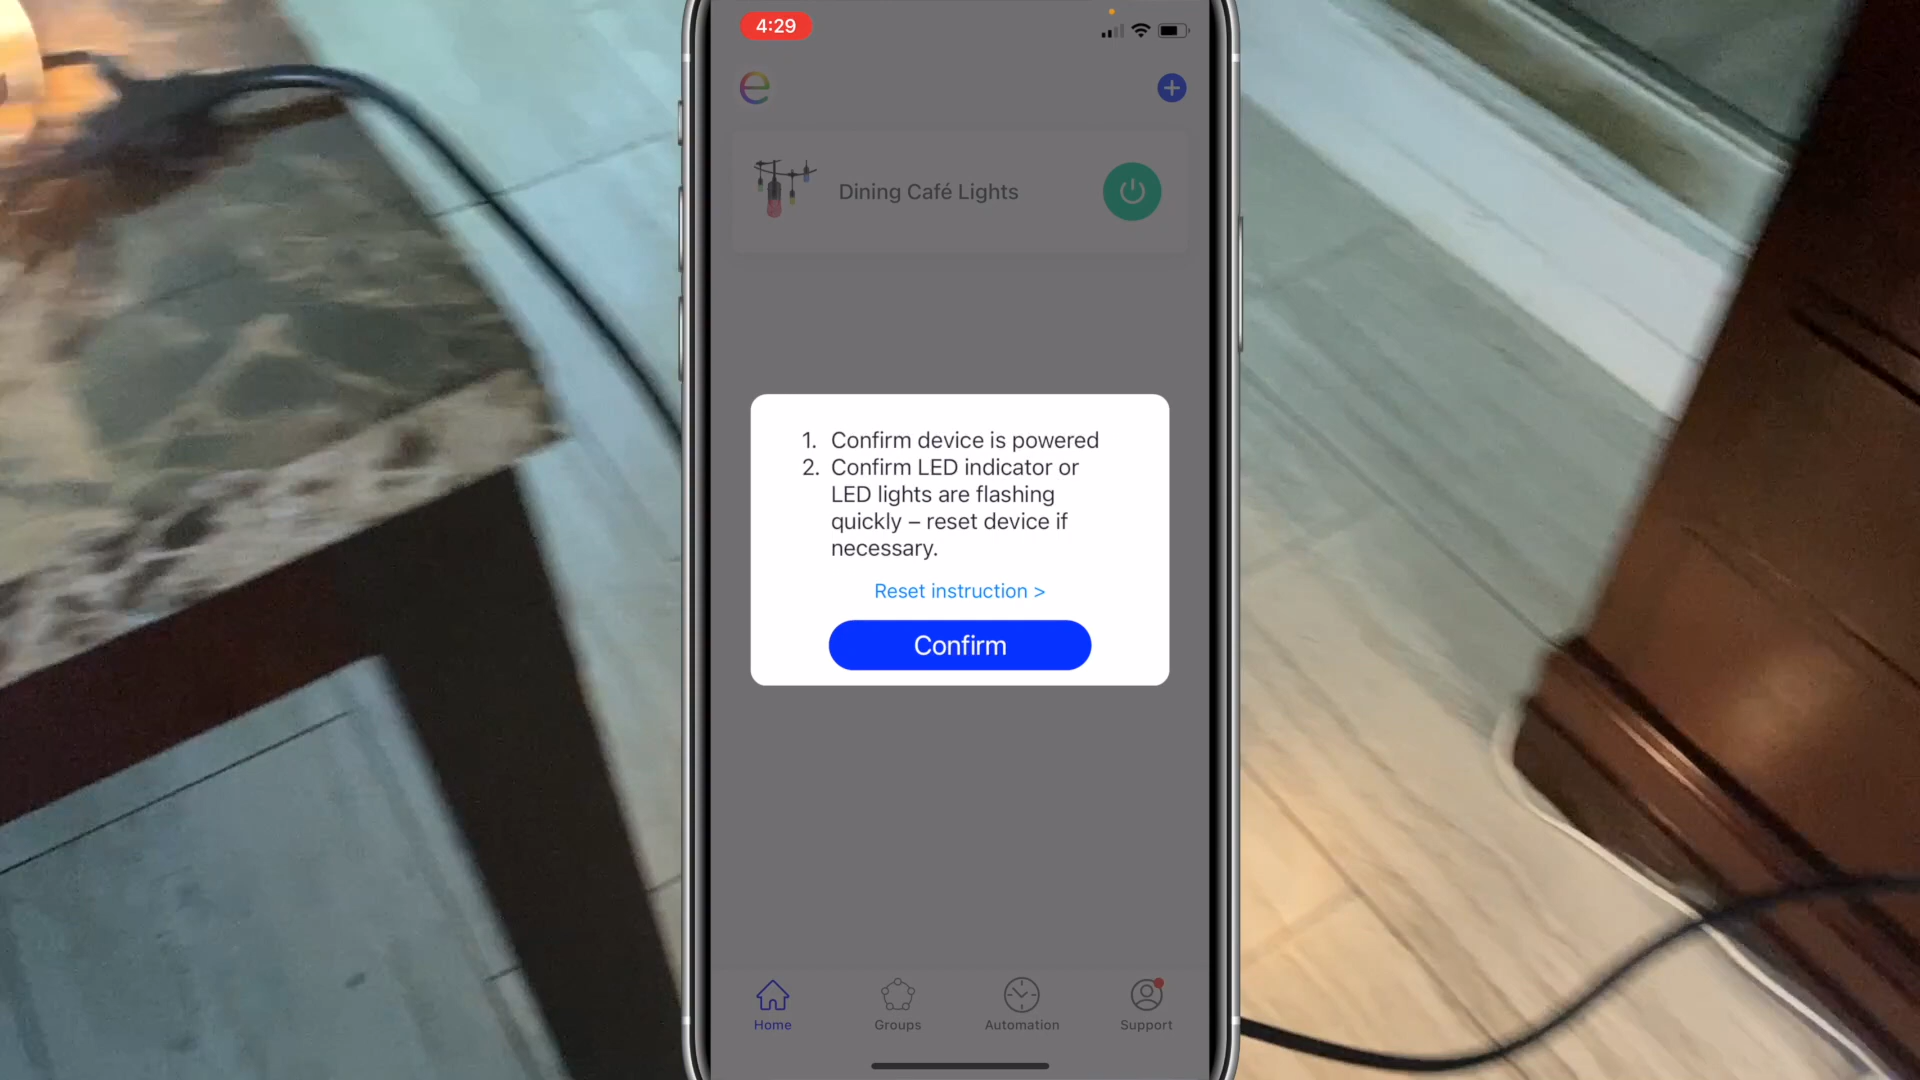 4:29
e
Dining Café Lights
1. Confirm device is powered
2. Confirm LED indicator or
LED lights are flashing
quickly – reset device if
necessary.
Reset instruction >
Confirm
Home
Groups
Automation
Support